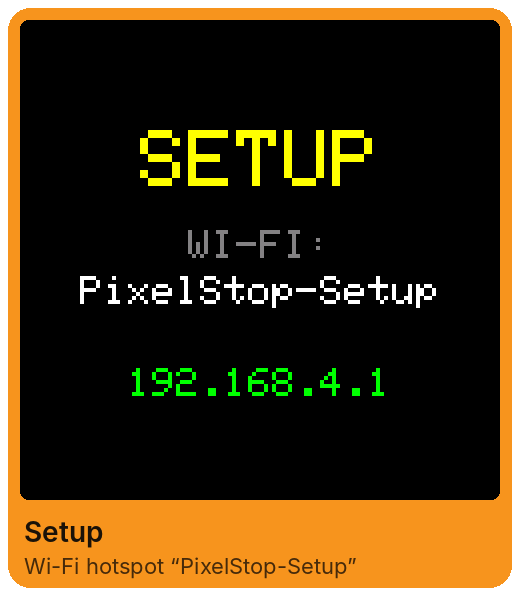 SETUP
WI-FI:
PixelStop-Setup
192.168.4.1
Setup
Wi-Fi hotspot “PixelStop-Setup”